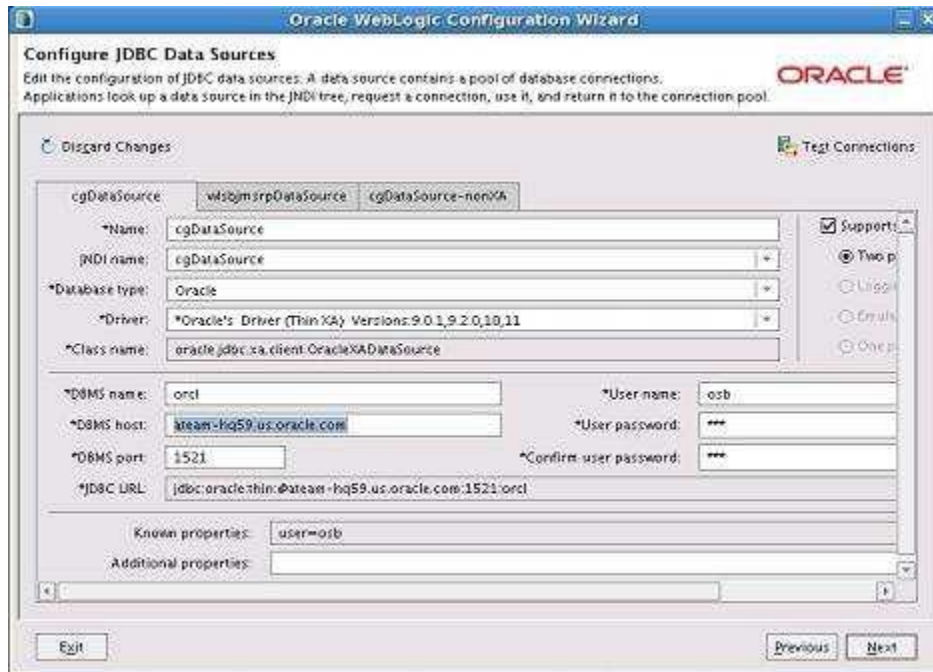 Oracle WebLogic Configuration Wizard
Configure JDBC Data Sources
Edit the configuration of JDBC data sources. A data source contains a pool of database connections.
Applications look up a data source in the JNDI tree, request a connection, use it, and return it to the connection pool.
ORACLE
Discard Changes
Test Connections
cgDataSource
wlsbjmsrpDataSource
cgDataSource-nonXA
*Name:
cgDataSource
Supports
JNDI name:
cgDataSource
Two p
*Database type:
Oracle
Loggi
*Driver:
*Oracle's Driver (Thin XA) Versions:9.0.1,9.2.0,10,11
Emula
*Class name:
oracle.jdbc.xa.client.OracleXADataSource
One p
*DBMS name:
orcl
*User name:
osb
*DBMS host:
ateam-hq59.us.oracle.com
*User password:
***
*DBMS port:
1521
*Confirm user password:
***
*JDBC URL:
jdbc:oracle:thin:@ateam-hq59.us.oracle.com:1521:orcl
Known properties:
user=osb
Additional properties:
Exit
Previous
Next